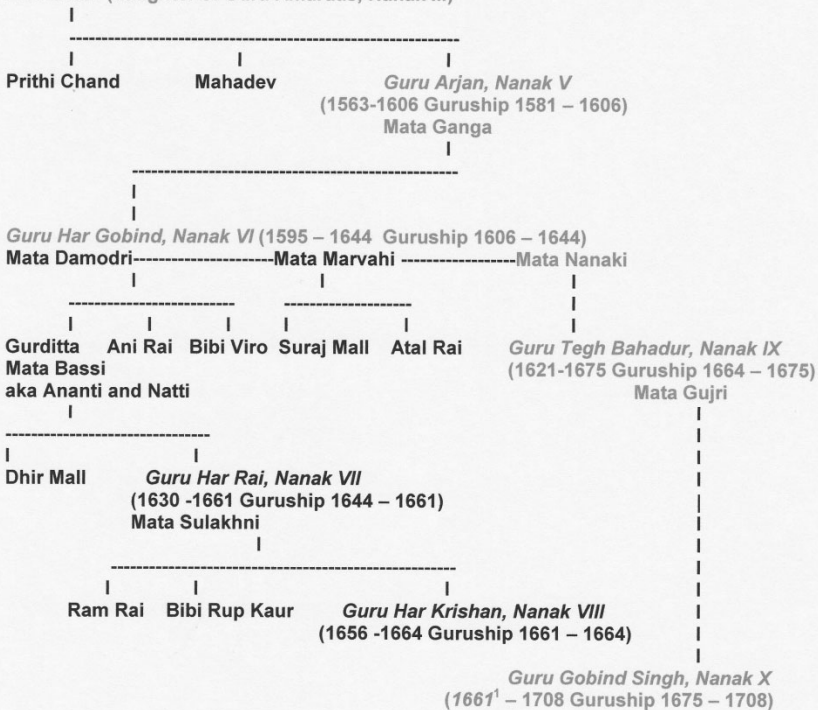 Prithi Chand Mahadev Guru Arjan, Nanak V
(1563-1606 Guruship 1581 – 1606)
Mata Ganga
Guru Har Gobind, Nanak VI (1595 – 1644 Guruship 1606 – 1644)
Mata Damodri Mata Marvahi Mata Nanaki
Gurditta Ani Rai Bibi Viro Suraj Mall Atal Rai Guru Tegh Bahadur, Nanak IX
Mata Bassi (1621-1675 Guruship 1664 – 1675)
aka Ananti and Natti Mata Gujri
Dhir Mall Guru Har Rai, Nanak VII
(1630 -1661 Guruship 1644 – 1661)
Mata Sulakhni
Ram Rai Bibi Rup Kaur Guru Har Krishan, Nanak VIII
(1656 -1664 Guruship 1661 – 1664)
Guru Gobind Singh, Nanak X
(1661¹ – 1708 Guruship 1675 – 1708)